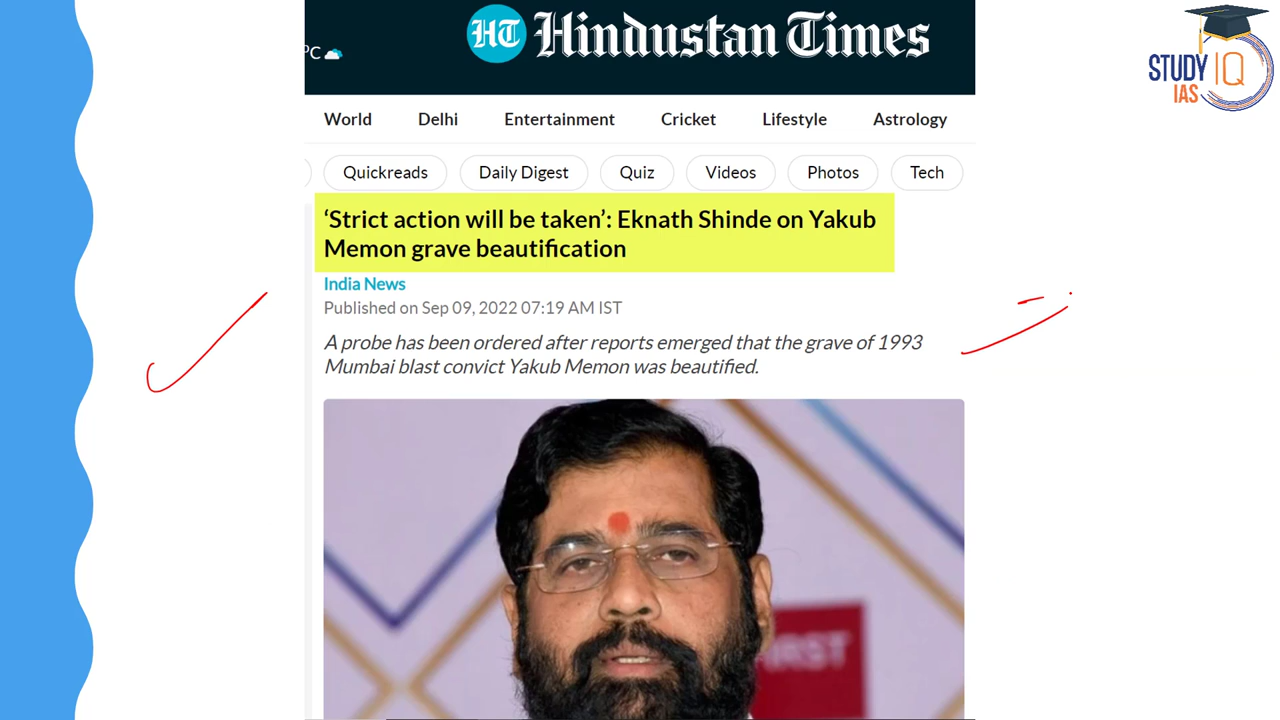 Hindustan Times
HT
°C
STUDY IQ
IAS
World Delhi Entertainment Cricket Lifestyle Astrology
Quickreads Daily Digest Quiz Videos Photos Tech
‘Strict action will be taken’: Eknath Shinde on Yakub
Memon grave beautification
India News
Published on Sep 09, 2022 07:19 AM IST
A probe has been ordered after reports emerged that the grave of 1993
Mumbai blast convict Yakub Memon was beautified.
FIRST